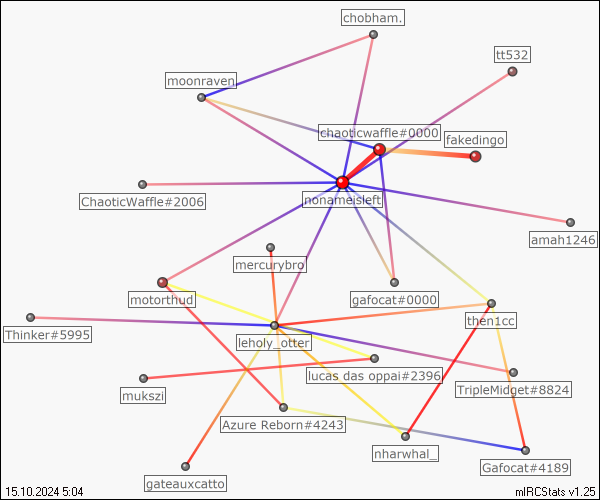 chobham.
tt532
moonraven
chaoticwaffle#0000
fakedingo
ChaoticWaffle#2006
nonameisleft
amah1246
mercurybro
motorthud
gafocat#0000
then1cc
Thinker#5995
leholy_otter
lucas das oppai#2396
mukszi
TripleMidget#8824
Azure Reborn#4243
nharwhal_
Gafocat#4189
gateauxcatto
15.10.2024 5:04
mIRCStats v1.25